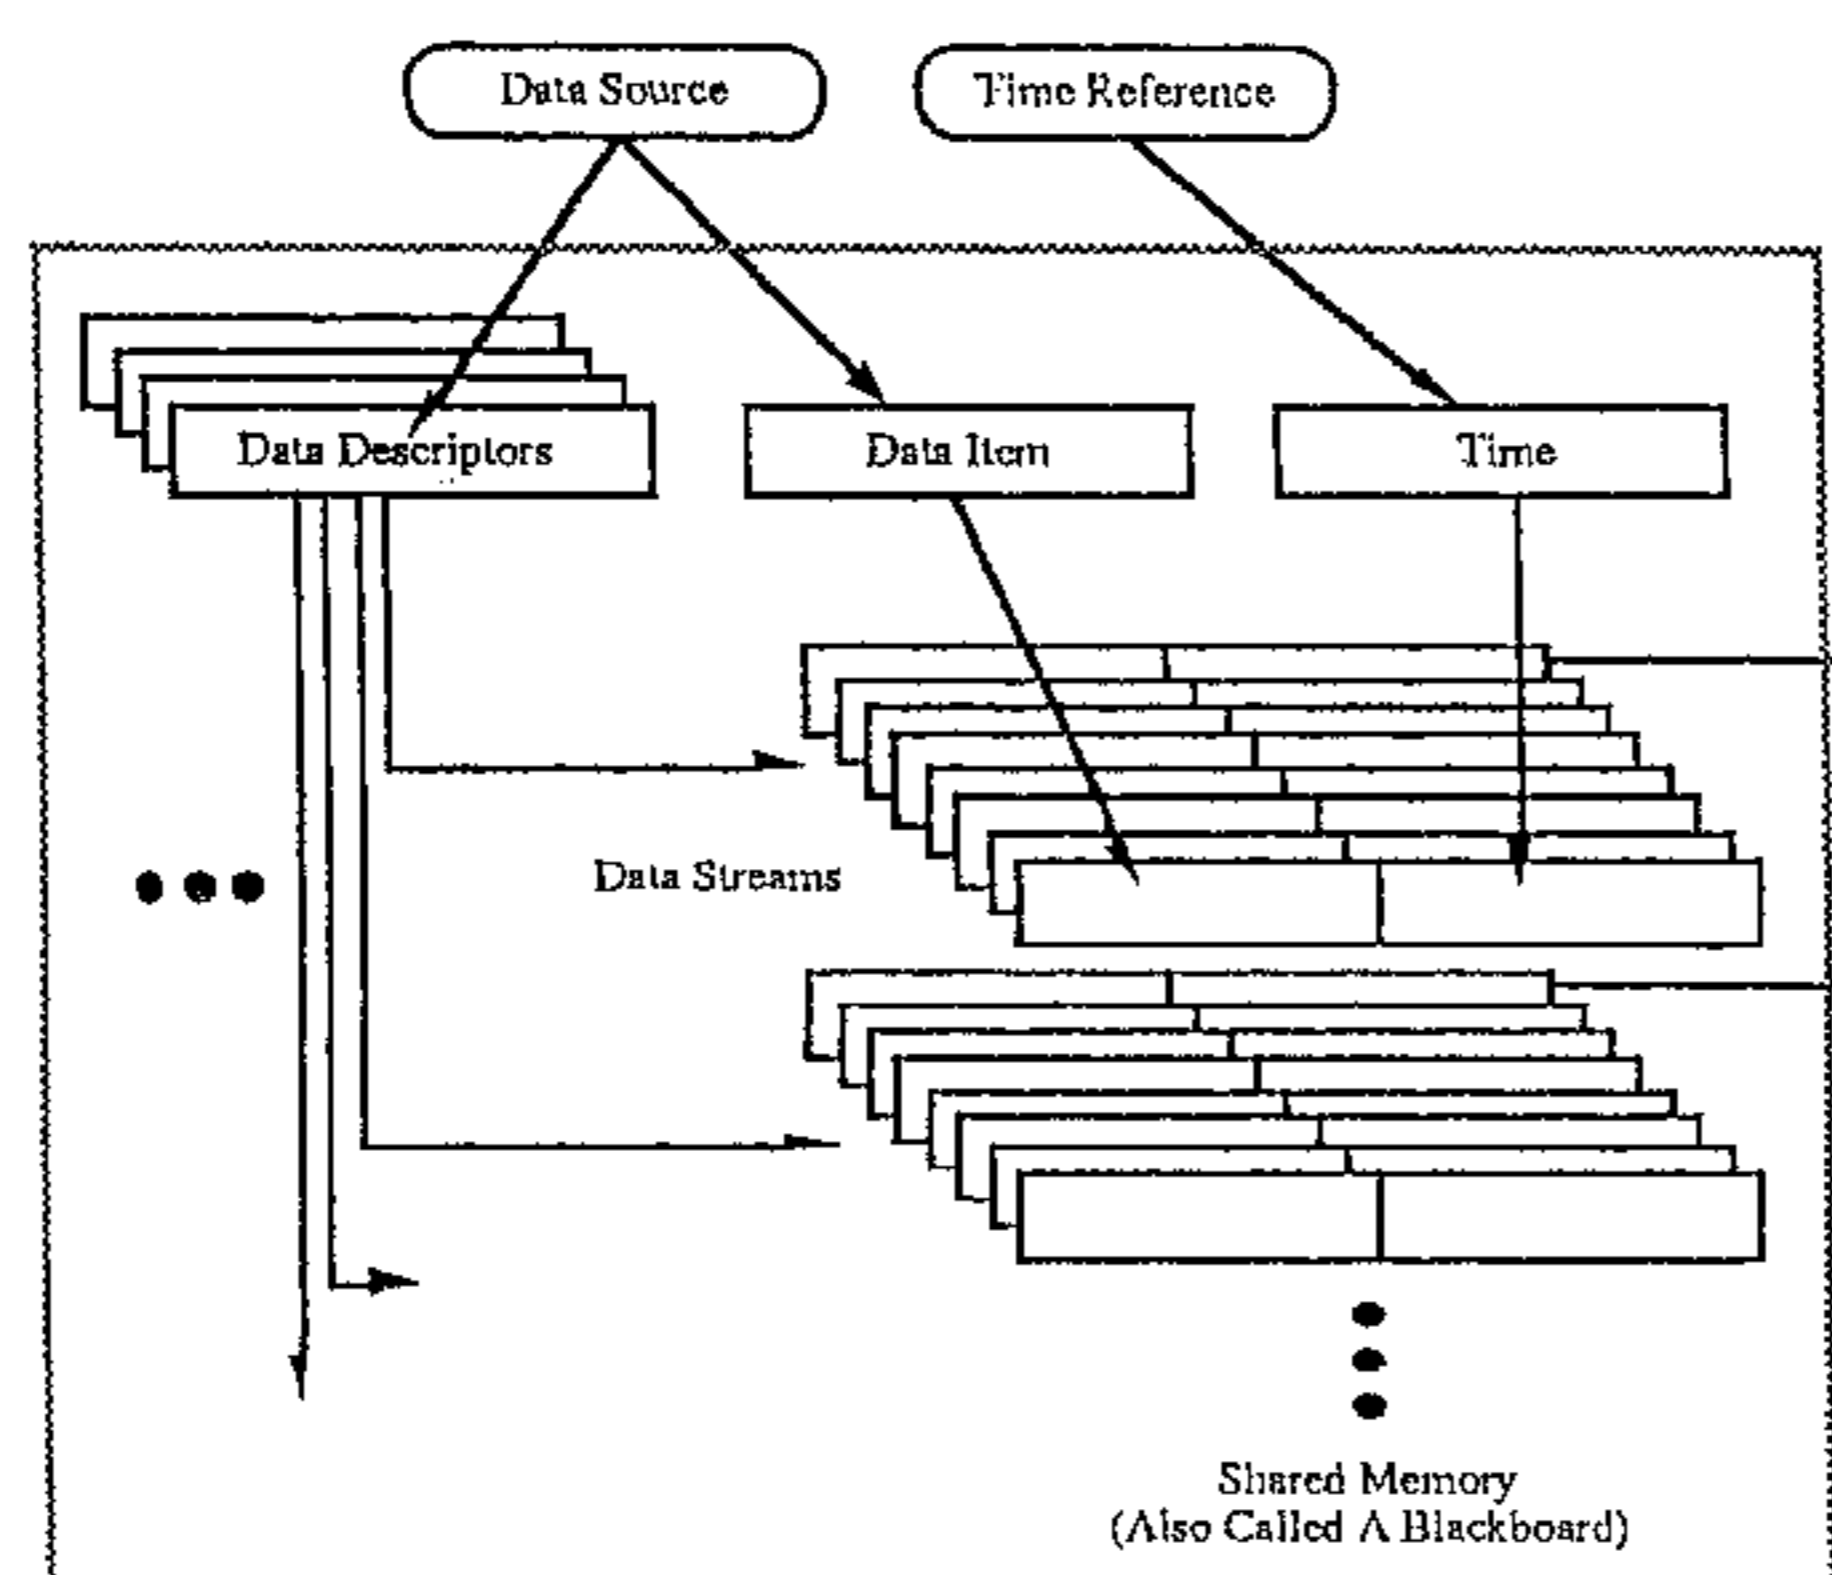 Data Source
Time Reference
Data Descriptors
Data Item
Time
Data Streams
Shared Memory
(Also Called A Blackboard)